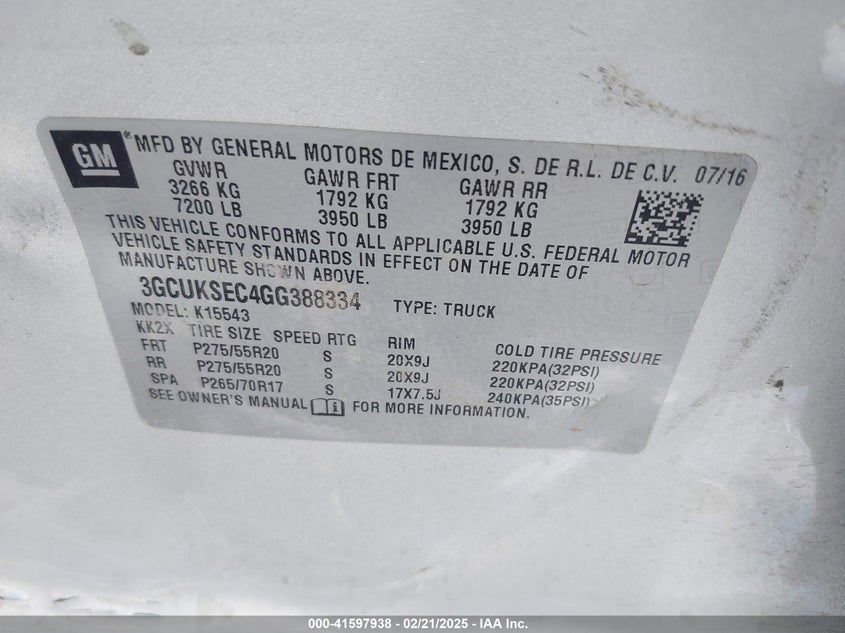 GM ® MFD BY GENERAL MOTORS DE MEXICO, S. DE R.L. DE C.V. 07/16
GVWR GAWR FRT GAWR RR
3266 KG 1792 KG 1792 KG
7200 LB 3950 LB 3950 LB
THIS VEHICLE CONFORMS TO ALL APPLICABLE U.S. FEDERAL MOTOR
VEHICLE SAFETY STANDARDS IN EFFECT ON THE DATE OF
MANUFACTURE SHOWN ABOVE.
3GCUKSEC4GG388334 TYPE: TRUCK
MODEL: K15543
KK2X TIRE SIZE SPEED RTG RIM COLD TIRE PRESSURE
FRT P275/55R20 S 20X9J 220KPA(32PSI)
RR P275/55R20 S 20X9J 220KPA(32PSI)
SPA P265/70R17 S 17X7.5J 240KPA(35PSI)
SEE OWNER'S MANUAL FOR MORE INFORMATION.
000-41597938 - 02/21/2025 - IAA Inc.